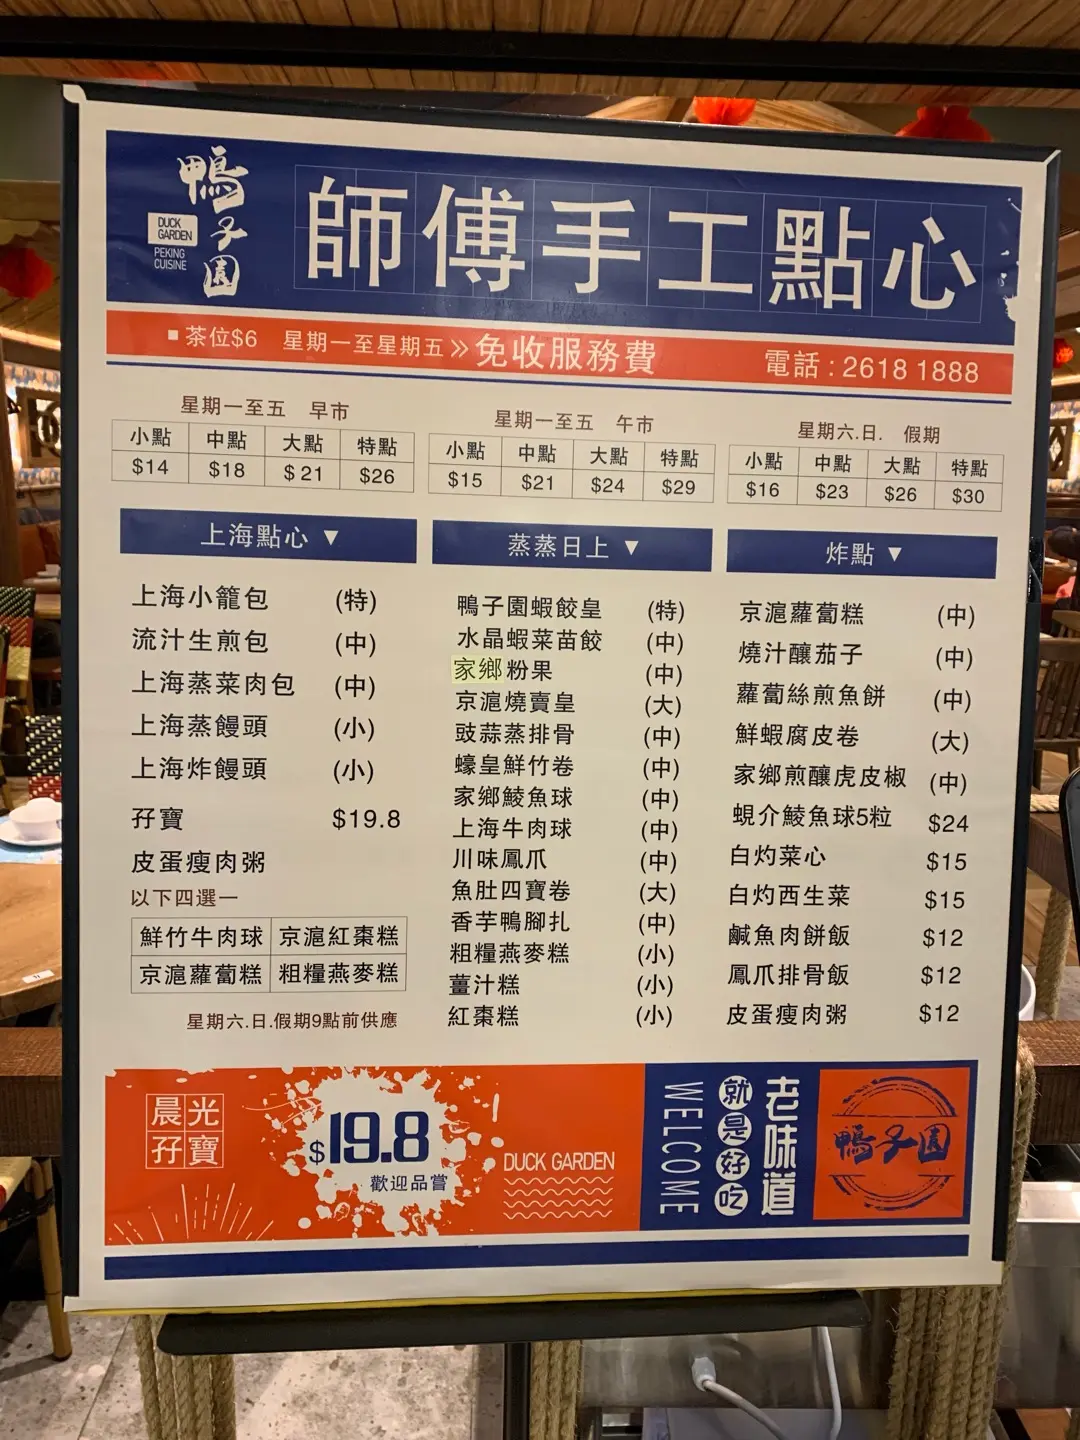 鴨子園
DUCK GARDEN
PEKING CUISINE
師傅手工點心
■茶位$6 星期一至星期五»免收服務費 電話:2618 1888
星期一至五 早市
小點 中點 大點 特點
$14 $18 $21 $26
星期一至五 午市
小點 中點 大點 特點
$15 $21 $24 $29
星期六.日. 假期
小點 中點 大點 特點
$16 $23 $26 $30
上海點心▼
上海小籠包 (特)
流汁生煎包 (中)
上海蒸菜肉包 (中)
上海蒸饅頭 (小)
上海炸饅頭 (小)
孖寶 $19.8
皮蛋瘦肉粥
以下四選一
鮮竹牛肉球 京滬紅棗糕
京滬蘿蔔糕 粗糧燕麥糕
星期六.日.假期9點前供應
蒸蒸日上▼
鴨子園蝦餃皇 (特)
水晶蝦菜苗餃 (中)
家鄉粉果 (中)
京滬燒賣皇 (大)
豉蒜蒸排骨 (中)
蠔皇鮮竹卷 (中)
家鄉鯪魚球 (中)
上海牛肉球 (中)
川味鳳爪 (中)
魚肚四寶卷 (大)
香芋鴨腳扎 (中)
粗糧燕麥糕 (小)
薑汁糕 (小)
紅棗糕 (小)
炸點▼
京滬蘿蔔糕 (中)
燒汁釀茄子 (中)
蘿蔔絲煎魚餅 (中)
鮮蝦腐皮卷 (大)
家鄉煎釀虎皮椒 (中)
蜆介鯪魚球5粒 $24
白灼菜心 $15
白灼西生菜 $15
鹹魚肉餅飯 $12
鳳爪排骨飯 $12
皮蛋瘦肉粥 $12
晨光孖寶
$19.8
歡迎品嘗
DUCK GARDEN
WELCOME
老味道
就是好吃
鴨子園